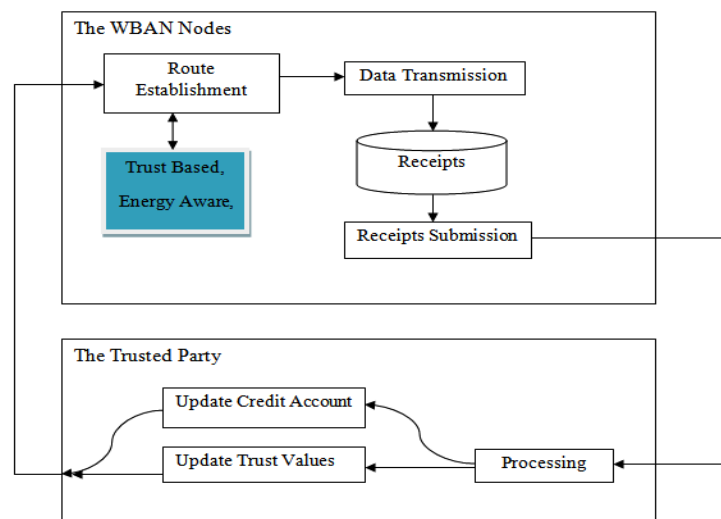 The WBAN Nodes
Route
Establishment
Data Transmission
Trust Based,
Energy Aware,
Receipts
Receipts Submission
The Trusted Party
Update Credit Account
Update Trust Values
Processing